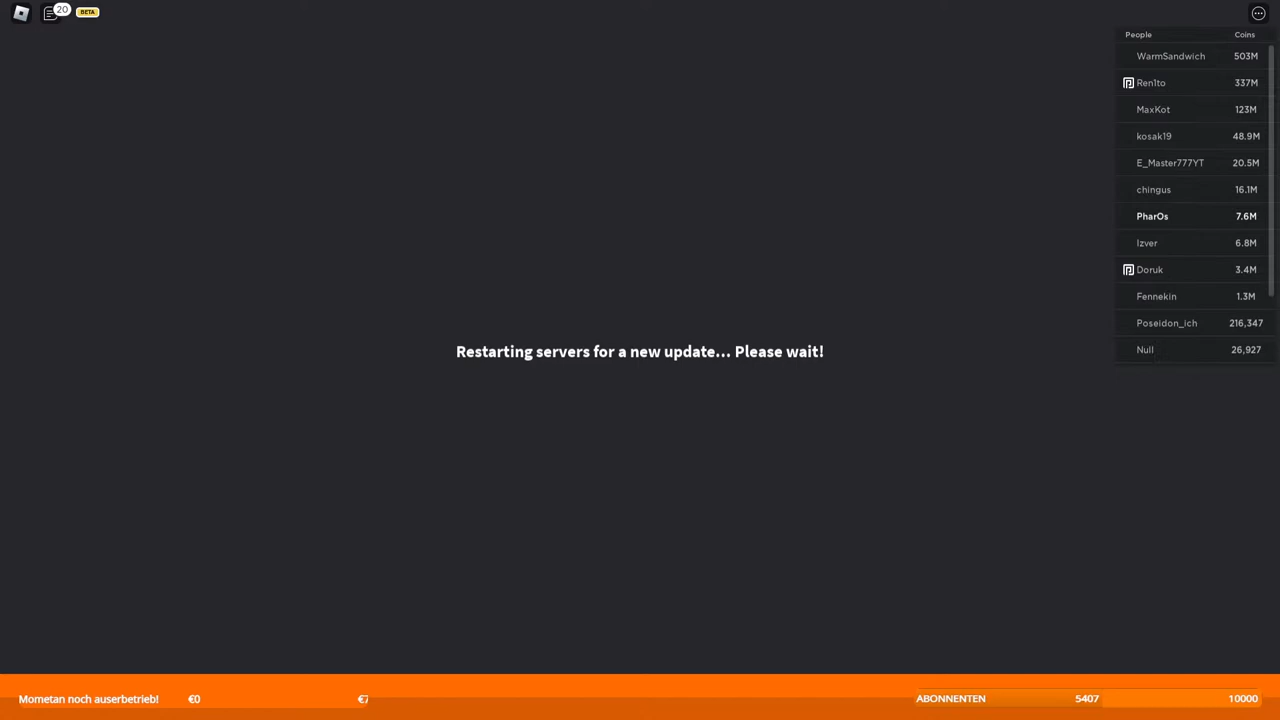 20 BETA
People Coins
WarmSandwich 503M
Ren1to 337M
MaxKot 123M
kosak19 48.9M
E_Master777YT 20.5M
chingus 16.1M
PharOs 7.6M
Izver 6.8M
Doruk 3.4M
Fennekin 1.3M
Poseidon_ich 216,347
Null 26,927
Restarting servers for a new update... Please wait!
Mometan noch auserbetrieb! €0 €7 ABONNENTEN 5407 10000